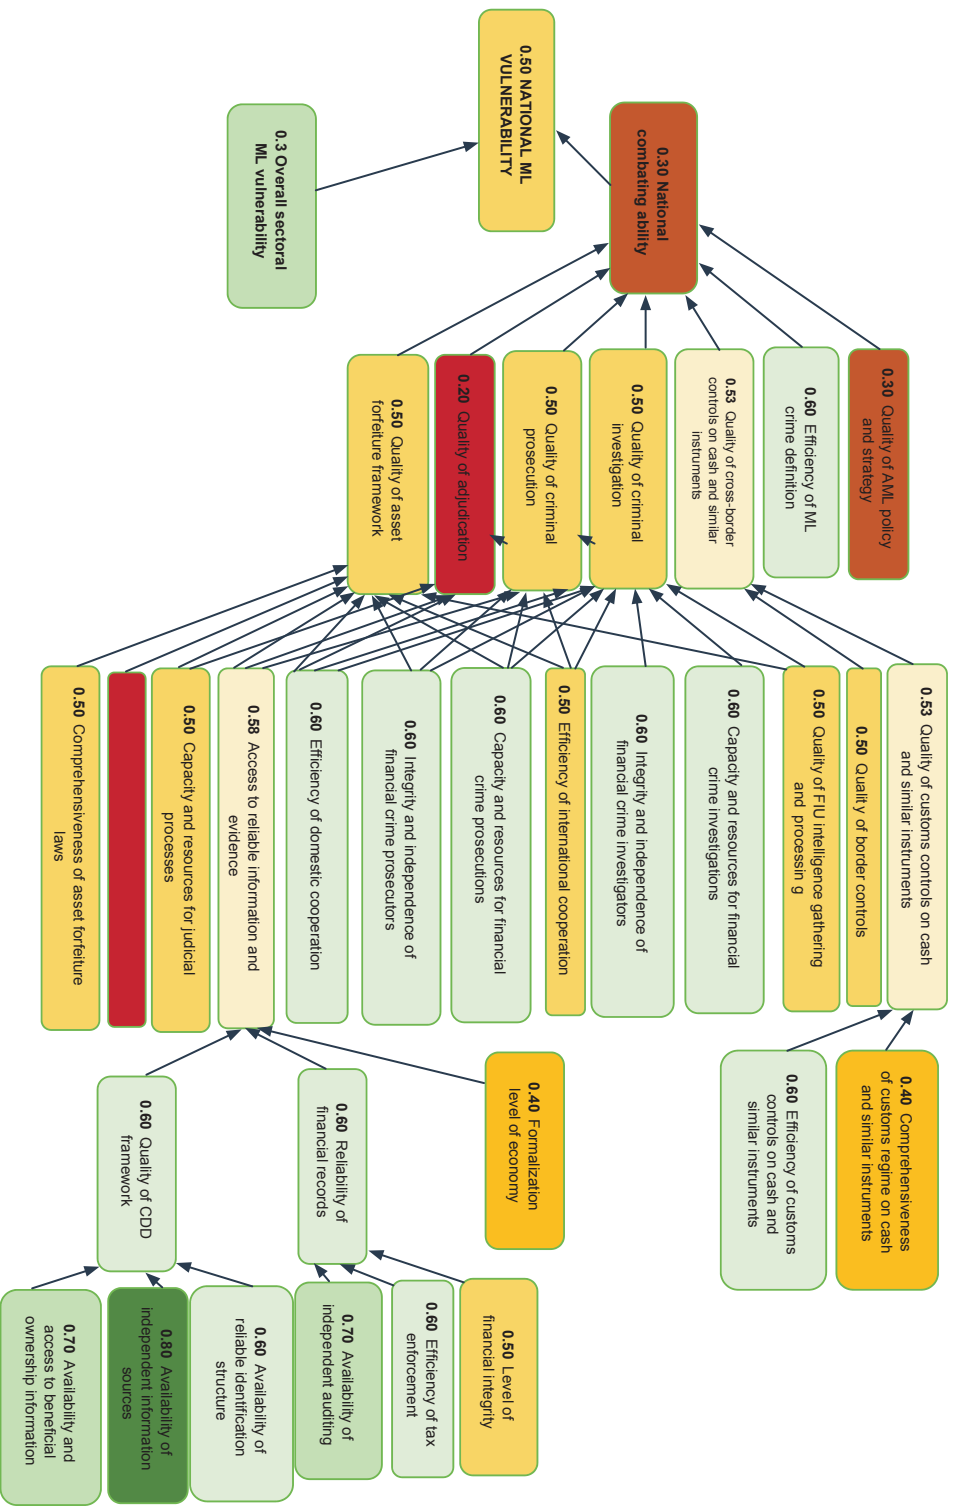 0.50 NATIONAL ML
VULNERABILITY
0.3 Overall sectoral
ML vulnerability
0.30 National
combating ability
0.30 Quality of AML policy
and strategy
0.60 Efficiency of ML
crime definition
0.53 Quality of cross-border
controls on cash and similar
instruments
0.50 Quality of criminal
investigation
0.50 Quality of criminal
prosecution
0.20 Quality of adjudication
0.50 Quality of asset
forfeiture framework
0.53 Quality of customs controls on cash
and similar instruments
0.50 Quality of border controls
0.50 Quality of FIU intelligence gathering
and processin g
0.60 Capacity and resources for financial
crime investigations
0.60 Integrity and independence of
financial crime investigators
0.50 Efficiency of international cooperation
0.60 Capacity and resources for financial
crime prosecutions
0.60 Integrity and independence of
financial crime prosecutors
0.60 Efficiency of domestic cooperation
0.58 Access to reliable information and
evidence
0.50 Capacity and resources for judicial
processes
0.50 Comprehensiveness of asset forfeiture
laws
0.40 Comprehensiveness
of customs regime on cash
and similar instruments
0.60 Efficiency of customs
controls on cash and
similar instruments
0.40 Formalization
level of economy
0.60 Reliability of
financial records
0.60 Quality of CDD
framework
0.50 Level of
financial integrity
0.60 Efficiency of tax
enforcement
0.70 Availability of
independent auditing
0.60 Availability of
reliable identification
structure
0.80 Availability of
independent information
sources
0.70 Availability and
access to beneficial
ownership information